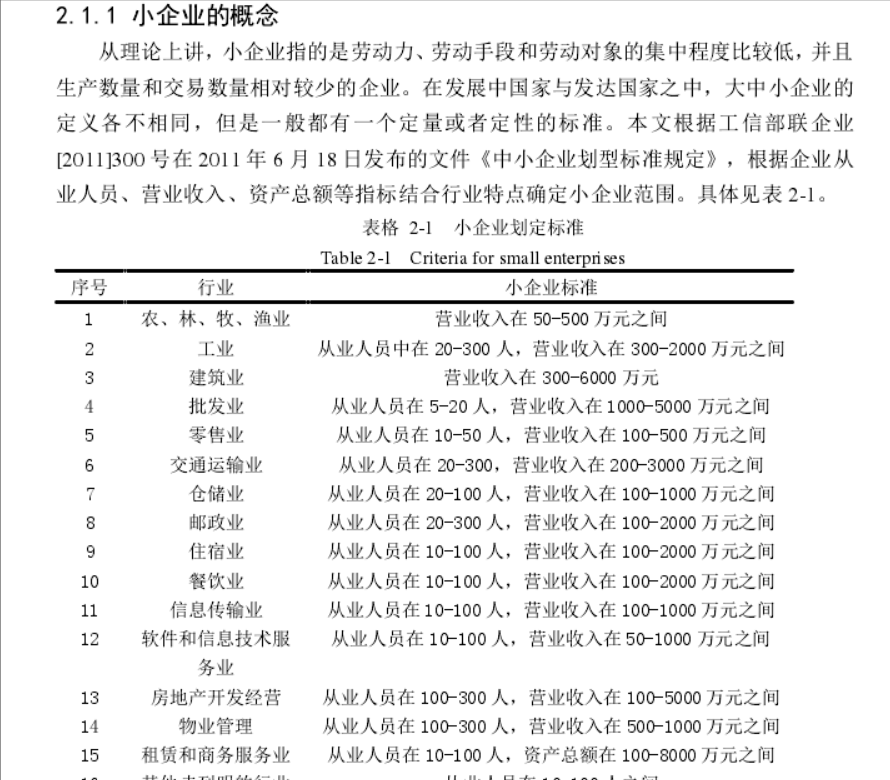 2.1.1 小企业的概念
从理论上讲，小企业指的是劳动力、劳动手段和劳动对象的集中程度比较低，并且
生产数量和交易数量相对较少的企业。在发展中国家与发达国家之中，大中小企业的
定义各不相同，但是一般都有一个定量或者定性的标准。本文根据工信部联企业
[2011]300 号在 2011 年 6 月 18 日发布的文件《中小企业划型标准规定》，根据企业从
业人员、营业收入、资产总额等指标结合行业特点确定小企业范围。具体见表 2-1。
表格 2-1 小企业划定标准
Table 2-1 Criteria for small enterprises
序号 行业 小企业标准
1 农、林、牧、渔业 营业收入在 50-500 万元之间
2 工业 从业人员中在 20-300 人，营业收入在 300-2000 万元之间
3 建筑业 营业收入在 300-6000 万元
4 批发业 从业人员在 5-20 人，营业收入在 1000-5000 万元之间
5 零售业 从业人员在 10-50 人，营业收入在 100-500 万元之间
6 交通运输业 从业人员在 20-300，营业收入在 200-3000 万元之间
7 仓储业 从业人员在 20-100 人，营业收入在 100-1000 万元之间
8 邮政业 从业人员在 20-300 人，营业收入在 100-2000 万元之间
9 住宿业 从业人员在 10-100 人，营业收入在 100-2000 万元之间
10 餐饮业 从业人员在 10-100 人，营业收入在 100-2000 万元之间
11 信息传输业 从业人员在 10-100 人，营业收入在 100-1000 万元之间
12 软件和信息技术服 从业人员在 10-100 人，营业收入在 50-1000 万元之间
务业
13 房地产开发经营 从业人员在 100-300 人，营业收入在 100-5000 万元之间
14 物业管理 从业人员在 100-300 人，营业收入在 500-1000 万元之间
15 租赁和商务服务业 从业人员在 10-100 人，资产总额在 100-8000 万元之间